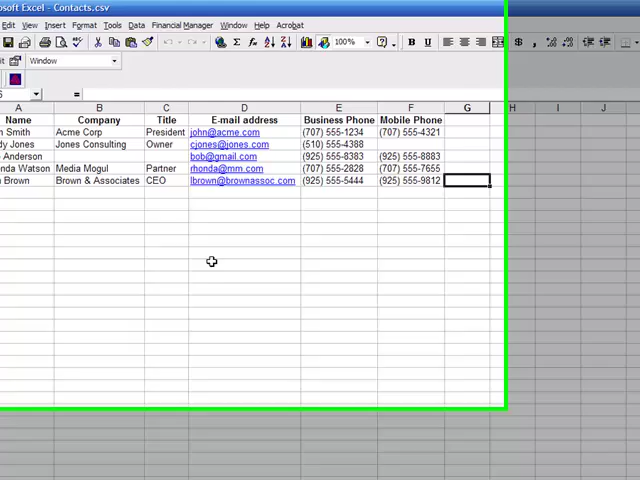 osoft Excel - Contacts.csv
Edit View Insert Format Tools Data Financial Manager Window Help Acrobat
100% B U $ ,
it Window
6 =
A B C D E F G H I J
Name Company Title E-mail address Business Phone Mobile Phone
n Smith Acme Corp President john@acme.com (707) 555-1234 (707) 555-4321
dy Jones Jones Consulting Owner cjones@jones.com (510) 555-4388
Anderson bob@gmail.com (925) 555-8383 (925) 555-8883
nda Watson Media Mogul Partner rhonda@mm.com (707) 555-2828 (707) 555-7655
Brown Brown & Associates CEO lbrown@brownassoc.com (925) 555-5444 (925) 555-9812